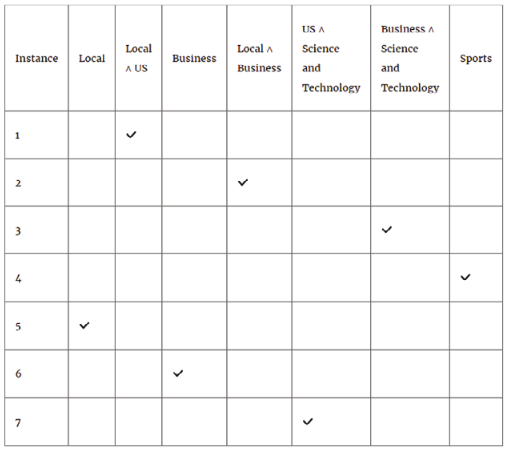 Instance
Local
Local
∧ US
Business
Local ∧
Business
US ∧
Science
and
Technology
Business ∧
Science
and
Technology
Sports
1 ✓
2 ✓
3 ✓
4 ✓
5 ✓
6 ✓
7 ✓